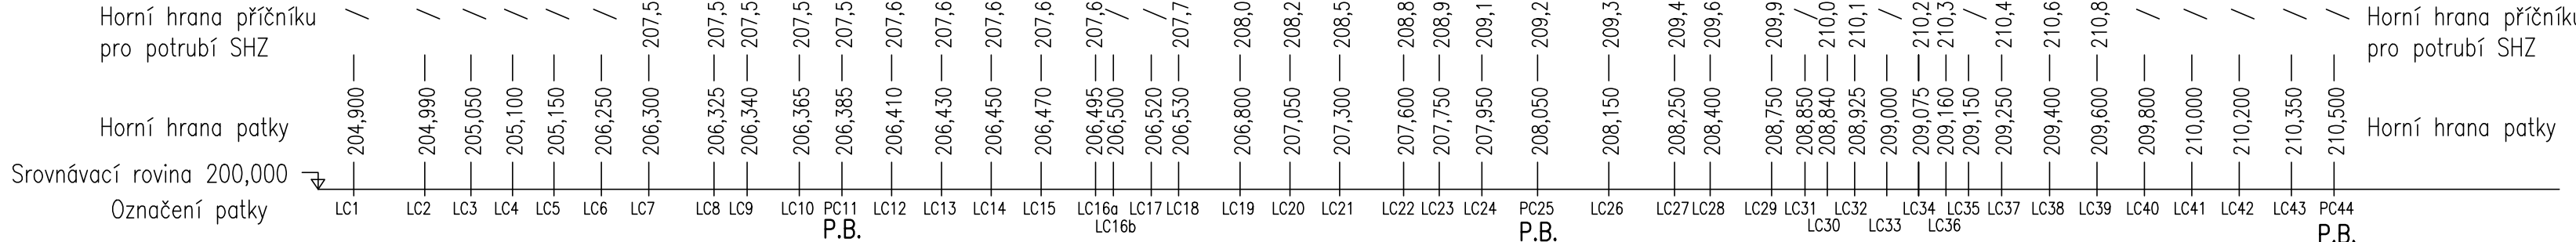 Horní hrana příčníku 207,5 207,5 207,5 207,5 207,5 207,6 207,6 207,6 207,6 207,6 207,7 208,0 208,2 208,5 208,8 208,9 209,1 209,2 209,3 209,4 209,6 209,9 210,0 210,1 210,2 210,3 210,4 210,6 210,8 Horní hrana příčníku
pro potrubí SHZ pro potrubí SHZ
Horní hrana patky 204,900 204,990 205,050 205,100 205,150 206,250 206,300 206,325 206,340 206,365 206,385 206,410 206,430 206,450 206,470 206,495 206,500 206,520 206,530 206,800 207,050 207,300 207,600 207,750 207,950 208,050 208,150 208,250 208,400 208,750 208,850 208,840 208,925 209,000 209,075 209,160 209,150 209,250 209,400 209,600 209,800 210,000 210,200 210,350 210,500 Horní hrana patky
Srovnávací rovina 200,000
Označení patky LC1 LC2 LC3 LC4 LC5 LC6 LC7 LC8 LC9 LC10 PC11 LC12 LC13 LC14 LC15 LC16a LC17 LC18 LC19 LC20 LC21 LC22 LC23 LC24 PC25 LC26 LC27 LC28 LC29 LC31 LC32 LC34 LC35 LC37 LC38 LC39 LC40 LC41 LC42 LC43 PC44
LC16b LC30 LC33 LC36
P.B. P.B. P.B.